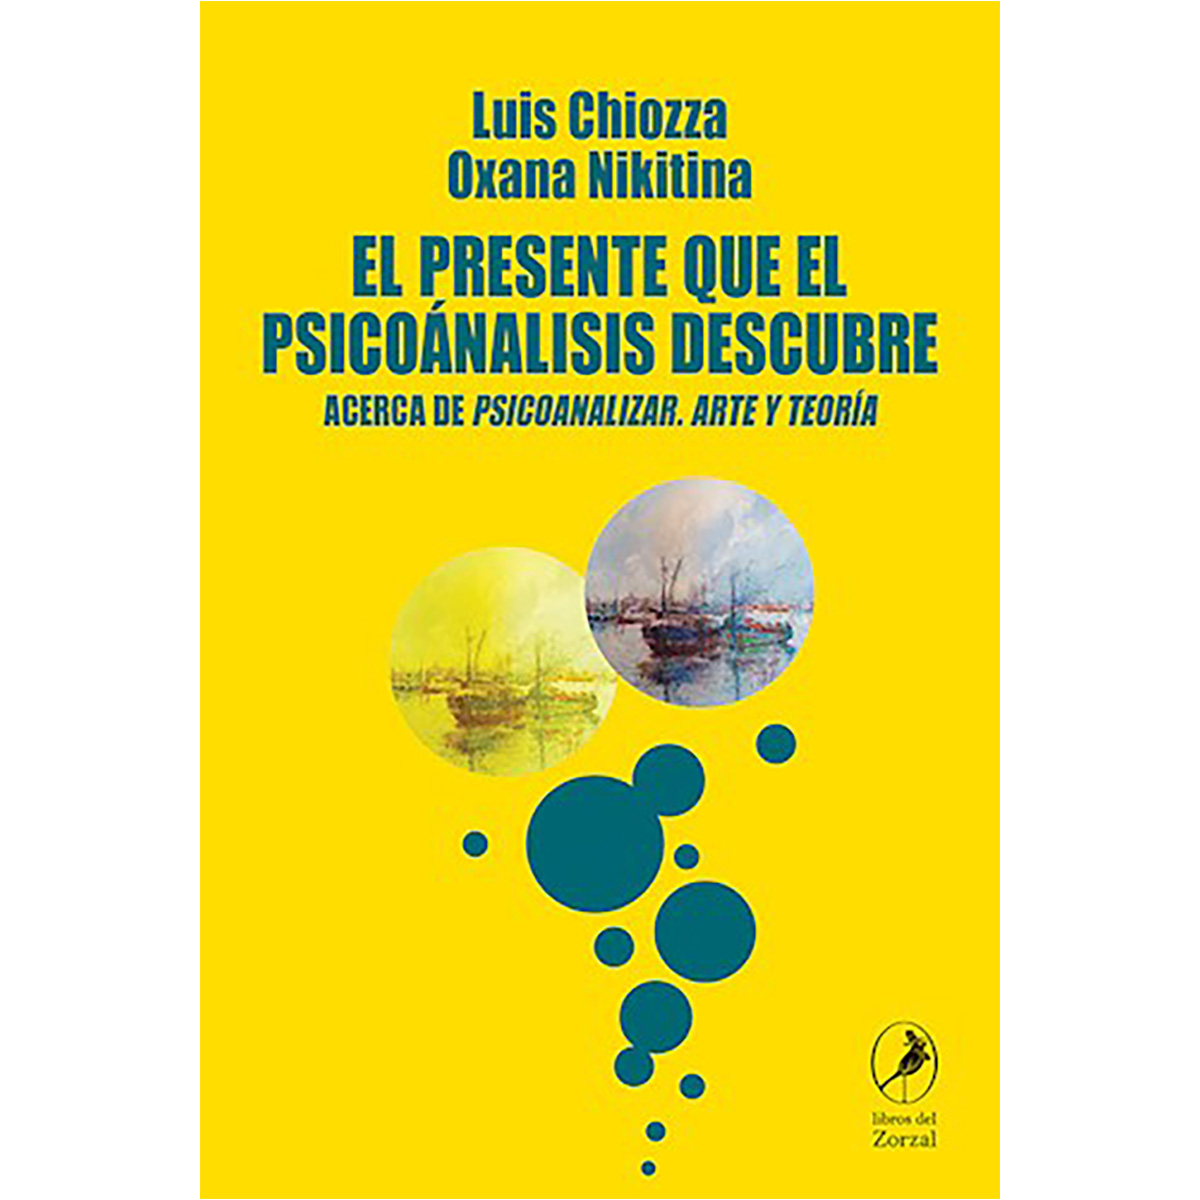 Luis Chiozza
Oxana Nikitina
EL PRESENTE QUE EL
PSICOÁNALISIS DESCUBRE
ACERCA DE PSICOANALIZAR. ARTE Y TEORÍA
libros del
Zorzal